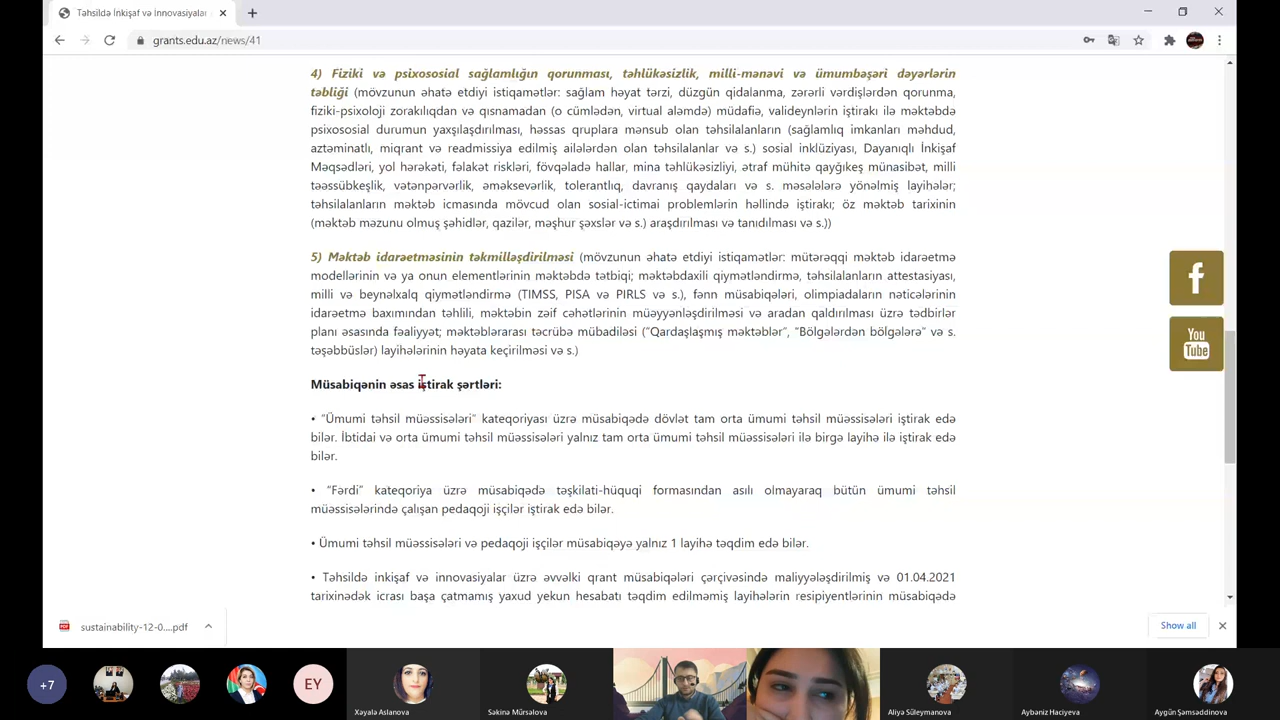 Təhsildə İnkişaf və İnnovasiyalar
grants.edu.az/news/41
4) Fiziki və psixososial sağlamlığın qorunması, təhlükəsizlik, milli-mənəvi və ümumbəşəri dəyərlərin
təbliği (mövzunun əhatə etdiyi istiqamətlər: sağlam həyat tərzi, düzgün qidalanma, zərərli vərdişlərdən qorunma,
fiziki-psixoloji zorakılıqdan və qısnamadan (o cümlədən, virtual aləmdə) müdafiə, valideynlərin iştirakı ilə məktəbdə
psixososial durumun yaxşılaşdırılması, həssas qruplara mənsub olan təhsilalanların (sağlamlıq imkanları məhdud,
aztəminatlı, miqrant və readmissiya edilmiş ailələrdən olan təhsilalanlar və s.) sosial inklüziyası, Dayanıqlı İnkişaf
Məqsədləri, yol hərəkəti, fəlakət riskləri, fövqəladə hallar, mina təhlükəsizliyi, ətraf mühitə qayğıkeş münasibət, milli
təəssübkeşlik, vətənpərvərlik, əməksevərlik, tolerantlıq, davranış qaydaları və s. məsələlərə yönəlmiş layihələr;
təhsilalanların məktəb icmasında mövcud olan sosial-ictimai problemlərin həllində iştirakı; öz məktəb tarixinin
(məktəb məzunu olmuş şəhidlər, qazilər, məşhur şəxslər və s.) araşdırılması və tanıdılması və s.))
5) Məktəb idarəetməsinin təkmilləşdirilməsi (mövzunun əhatə etdiyi istiqamətlər: mütərəqqi məktəb idarəetmə
modellərinin və ya onun elementlərinin məktəbdə tətbiqi; məktəbdaxili qiymətləndirmə, təhsilalanların attestasiyası,
milli və beynəlxalq qiymətləndirmə (TIMSS, PISA və PIRLS və s.), fənn müsabiqələri, olimpiadaların nəticələrinin
idarəetmə baxımından təhlili, məktəbin zəif cəhətlərinin müəyyənləşdirilməsi və aradan qaldırılması üzrə tədbirlər
planı əsasında fəaliyyət; məktəblərarası təcrübə mübadiləsi ("Qardaşlaşmış məktəblər", "Bölgələrdən bölgələrə" və s.
təşəbbüslər) layihələrinin həyata keçirilməsi və s.)
Müsabiqənin əsas iştirak şərtləri:
• "Ümumi təhsil müəssisələri" kateqoriyası üzrə müsabiqədə dövlət tam orta ümumi təhsil müəssisələri iştirak edə
bilər. İbtidai və orta ümumi təhsil müəssisələri yalnız tam orta ümumi təhsil müəssisələri ilə birgə layihə ilə iştirak edə
bilər.
• "Fərdi" kateqoriya üzrə müsabiqədə təşkilati-hüquqi formasından asılı olmayaraq bütün ümumi təhsil
müəssisələrində çalışan pedaqoji işçilər iştirak edə bilər.
• Ümumi təhsil müəssisələri və pedaqoji işçilər müsabiqəyə yalnız 1 layihə təqdim edə bilər.
• Təhsildə inkişaf və innovasiyalar üzrə əvvəlki qrant müsabiqələri çərçivəsində maliyyələşdirilmiş və 01.04.2021
tarixinədək icrası başa çatmamış yaxud yekun hesabatı təqdim edilməmiş layihələrin resipiyentlərinin müsabiqədə
You
Tube
sustainability-12-0....pdf
Show all
+7
EY
Xəyalə Aslanova
Səkinə Mürsəlova
Aliyə Süleymanova
Aybəniz Haciyeva
Aygün Şəmsəddinova